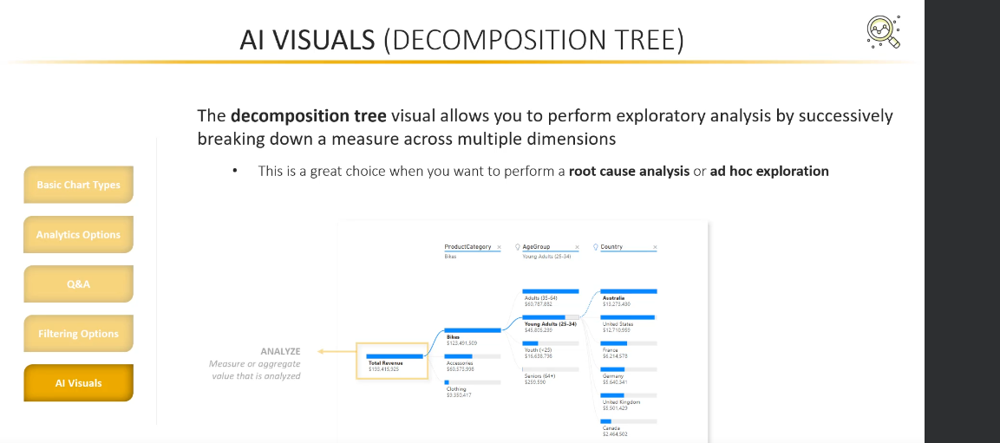 AI VISUALS (DECOMPOSITION TREE)
The decomposition tree visual allows you to perform exploratory analysis by successively
breaking down a measure across multiple dimensions
• This is a great choice when you want to perform a root cause analysis or ad hoc exploration
Basic Chart Types
Analytics Options
Q&A
Filtering Options
AI Visuals
ANALYZE
Measure or aggregate
value that is analyzed
Total Revenue
$193,415,925
ProductCategory ×
Bikes
Bikes
$123,491,509
Accessories
$60,573,998
Clothing
$9,350,417
AgeGroup ×
Young Adults (25-34)
Adults (35-64)
$60,787,882
Young Adults (25-34)
$45,805,239
Youth (<25)
$16,638,798
Seniors (64+)
$259,590
Country ×
Australia
$13,273,430
United States
$12,710,959
France
$6,214,578
Germany
$5,640,341
United Kingdom
$5,501,429
Canada
$2,464,502